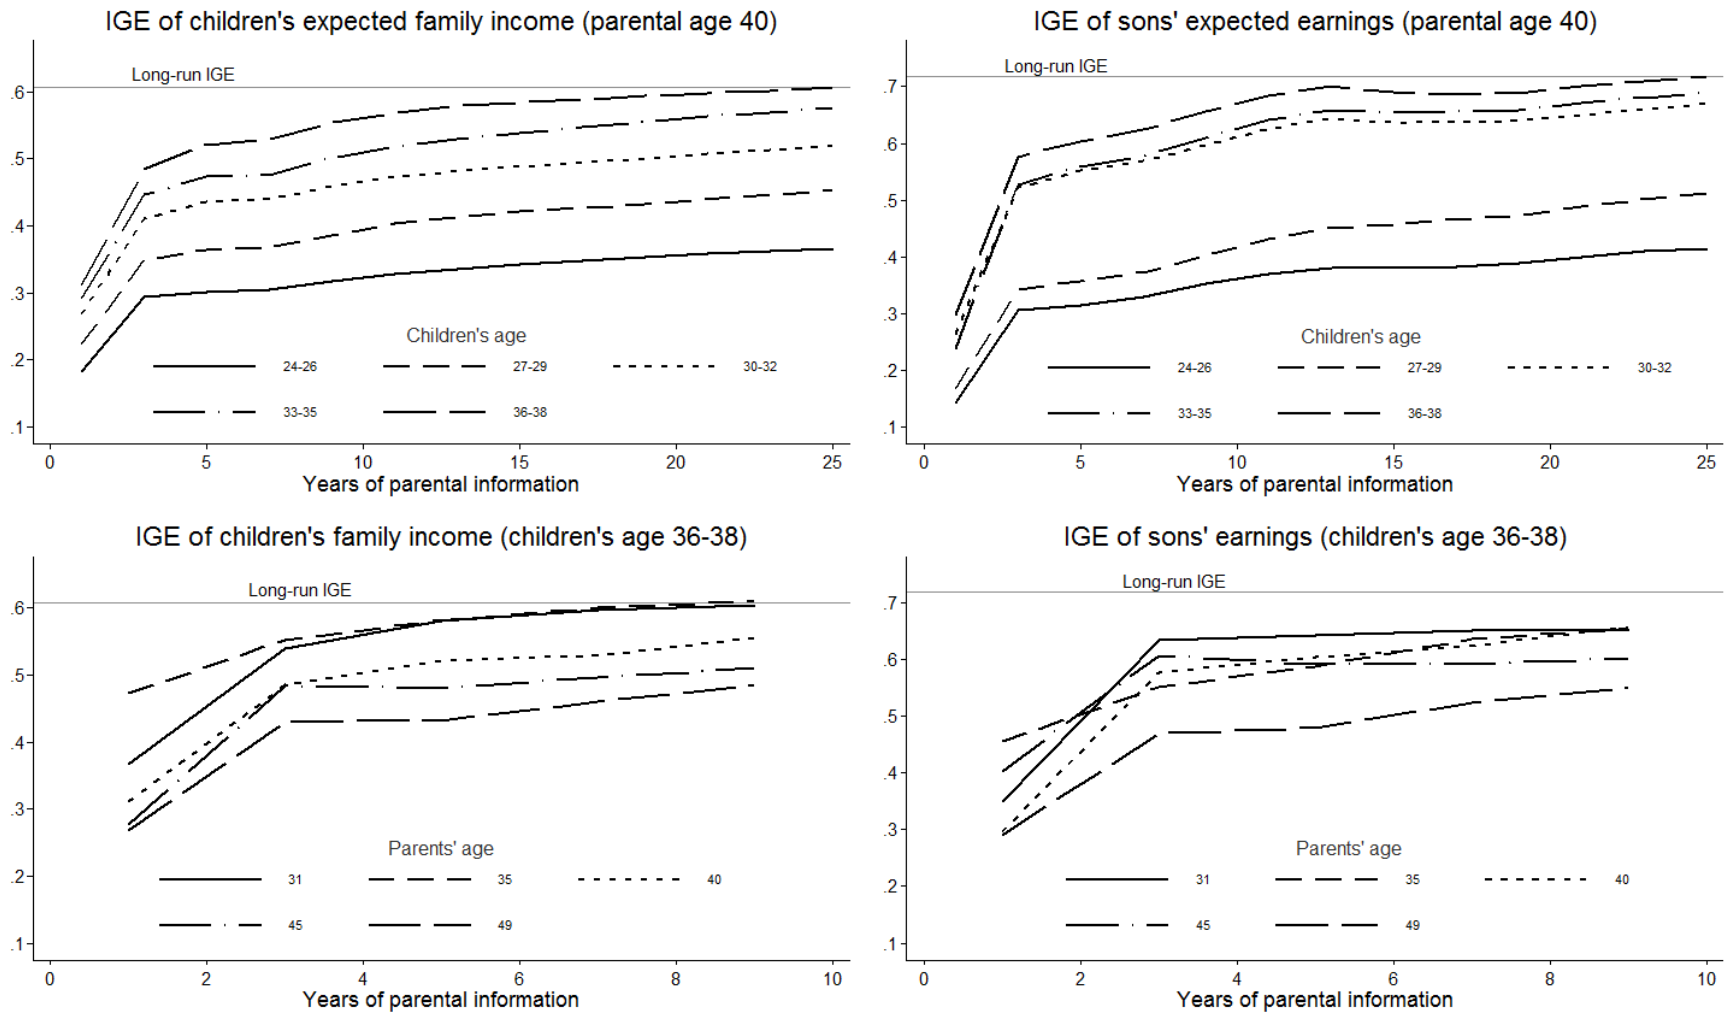 IGE of children's expected family income (parental age 40)
Long-run IGE
.6
.5
.4
.3
.2
.1
Children's age
24-26 27-29 30-32
33-35 36-38
0 5 10 15 20 25
Years of parental information
IGE of sons' expected earnings (parental age 40)
Long-run IGE
.7
.6
.5
.4
.3
.2
.1
Children's age
24-26 27-29 30-32
33-35 36-38
0 5 10 15 20 25
Years of parental information
IGE of children's family income (children's age 36-38)
Long-run IGE
.6
.5
.4
.3
.2
.1
Parents' age
31 35 40
45 49
0 2 4 6 8 10
Years of parental information
IGE of sons' earnings (children's age 36-38)
Long-run IGE
.7
.6
.5
.4
.3
.2
.1
Parents' age
31 35 40
45 49
0 2 4 6 8 10
Years of parental information